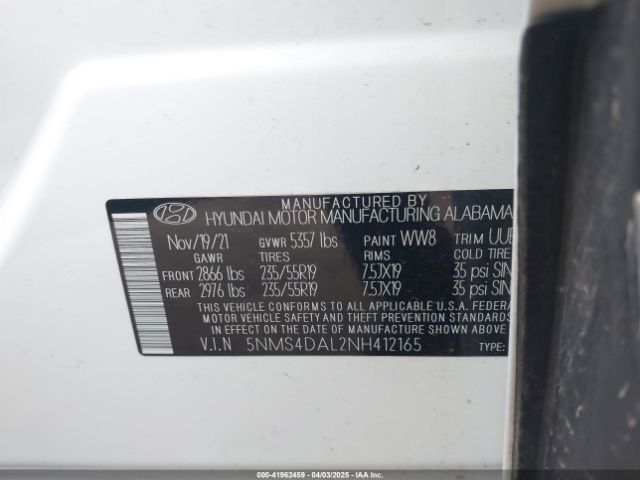 MANUFACTURED BY
HYUNDAI MOTOR MANUFACTURING ALABAMA
Nov/19/21 GVWR 5357 lbs PAINT WW8 TRIM UUE
GAWR TIRES RIMS COLD TIRE
FRONT 2866 lbs 235/55R19 7.5JX19 35 psi SIN
REAR 2976 lbs 235/55R19 7.5JX19 35 psi SIN
THIS VEHICLE CONFORMS TO ALL APPLICABLE U.S.A. FEDERA
MOTOR VEHICLE SAFETY AND THEFT PREVENTION STANDARDS
IN EFFECT ON THE DATE OF MANUFACTURE SHOWN ABOVE.
V.I.N 5NMS4DAL2NH412165 TYPE:
000-41962459 - 04/03/2025 - IAA Inc.